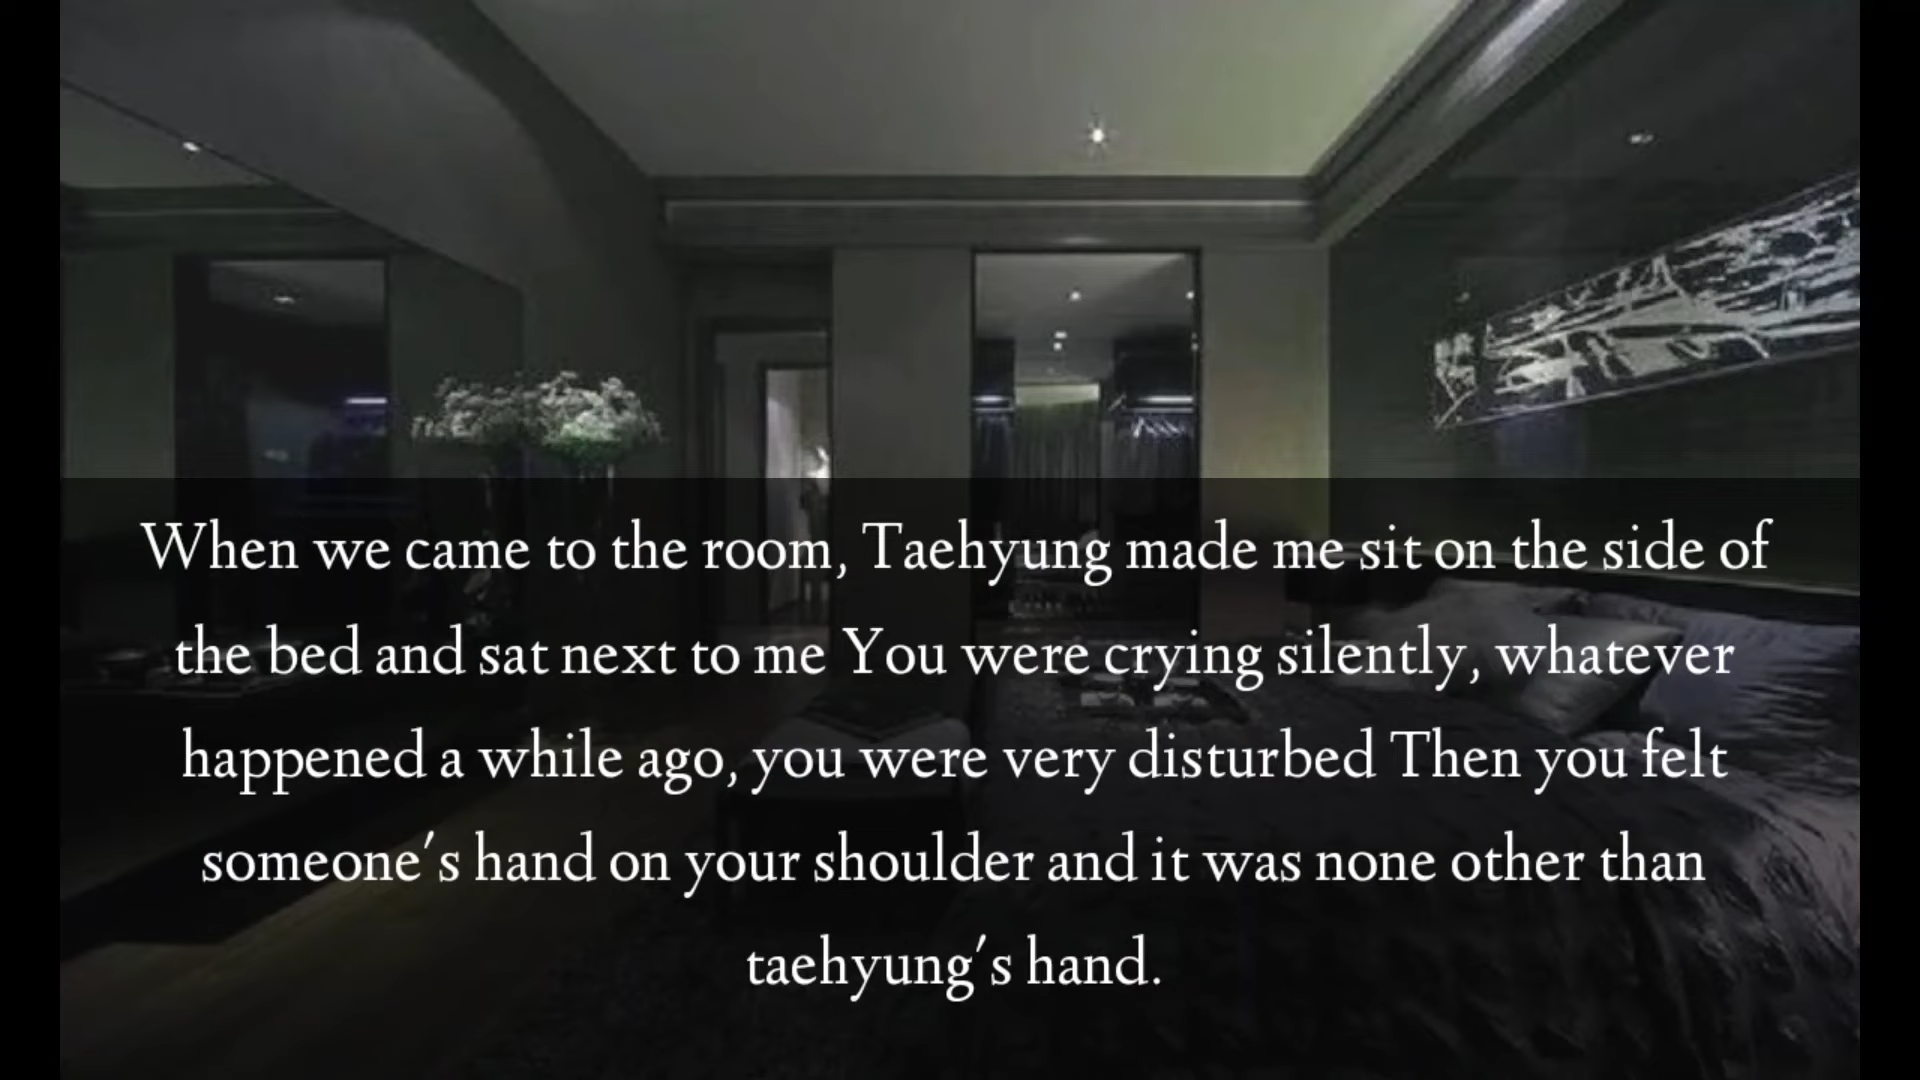 When we came to the room, Taehyung made me sit on the side of
the bed and sat next to me You were crying silently, whatever
happened a while ago, you were very disturbed Then you felt
someone's hand on your shoulder and it was none other than
taehyung's hand.